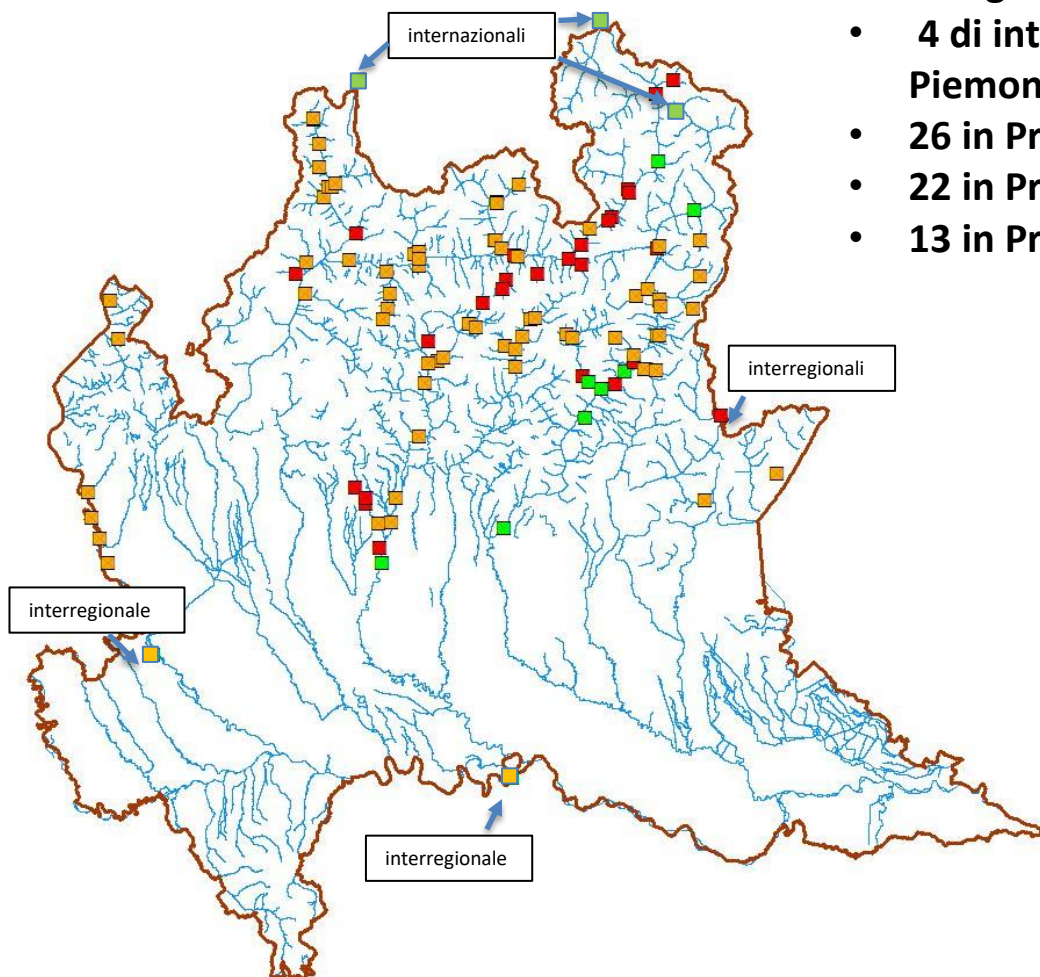 internazionali
• 4 di int
Piemon
• 26 in Pr
• 22 in Pr
• 13 in Pr
interregionali
interregionale
interregionale